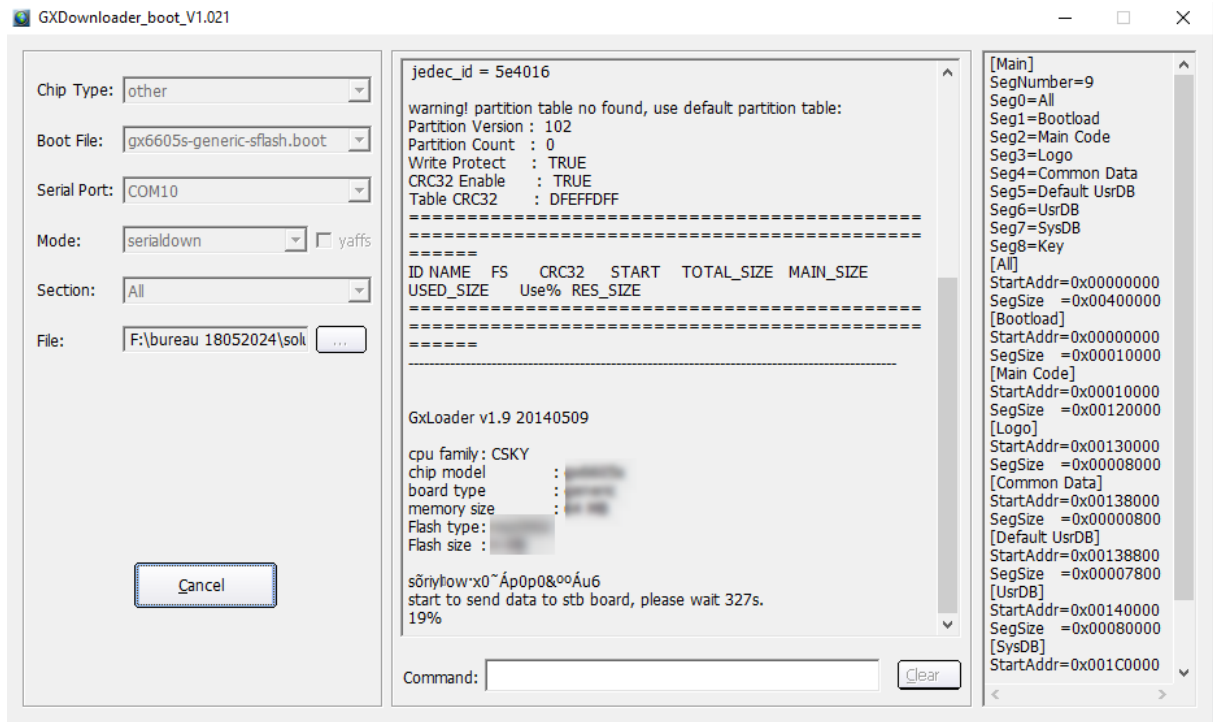 GXDownloader_boot_V1.021
Chip Type: other
Boot File: gx6605s-generic-sflash.boot
Serial Port: COM10
Mode: serialdown yaffs
Section: All
File: F:\bureau 18052024\solu ...
Cancel
jedec_id = 5e4016
warning! partition table no found, use default partition table:
Partition Version : 102
Partition Count : 0
Write Protect : TRUE
CRC32 Enable : TRUE
Table CRC32 : DFEFFDFF
============================================
============================================
======
ID NAME FS CRC32 START TOTAL_SIZE MAIN_SIZE
USED_SIZE Use% RES_SIZE
============================================
============================================
======
--------------------------------------------------------------------------------------------
GxLoader v1.9 20140509
cpu family : CSKY
chip model :
board type :
memory size :
Flash type :
Flash size :
start to send data to stb board, please wait 327s.
19%
Command:
Clear
[Main]
SegNumber=9
Seg0=All
Seg1=Bootload
Seg2=Main Code
Seg3=Logo
Seg4=Common Data
Seg5=Default UsrDB
Seg6=UsrDB
Seg7=SysDB
Seg8=Key
[All]
StartAddr=0x00000000
SegSize =0x00400000
[Bootload]
StartAddr=0x00000000
SegSize =0x00010000
[Main Code]
StartAddr=0x00010000
SegSize =0x00120000
[Logo]
StartAddr=0x00130000
SegSize =0x00008000
[Common Data]
StartAddr=0x00138000
SegSize =0x00000800
[Default UsrDB]
StartAddr=0x00138800
SegSize =0x00007800
[UsrDB]
StartAddr=0x00140000
SegSize =0x00080000
[SysDB]
StartAddr=0x001C0000